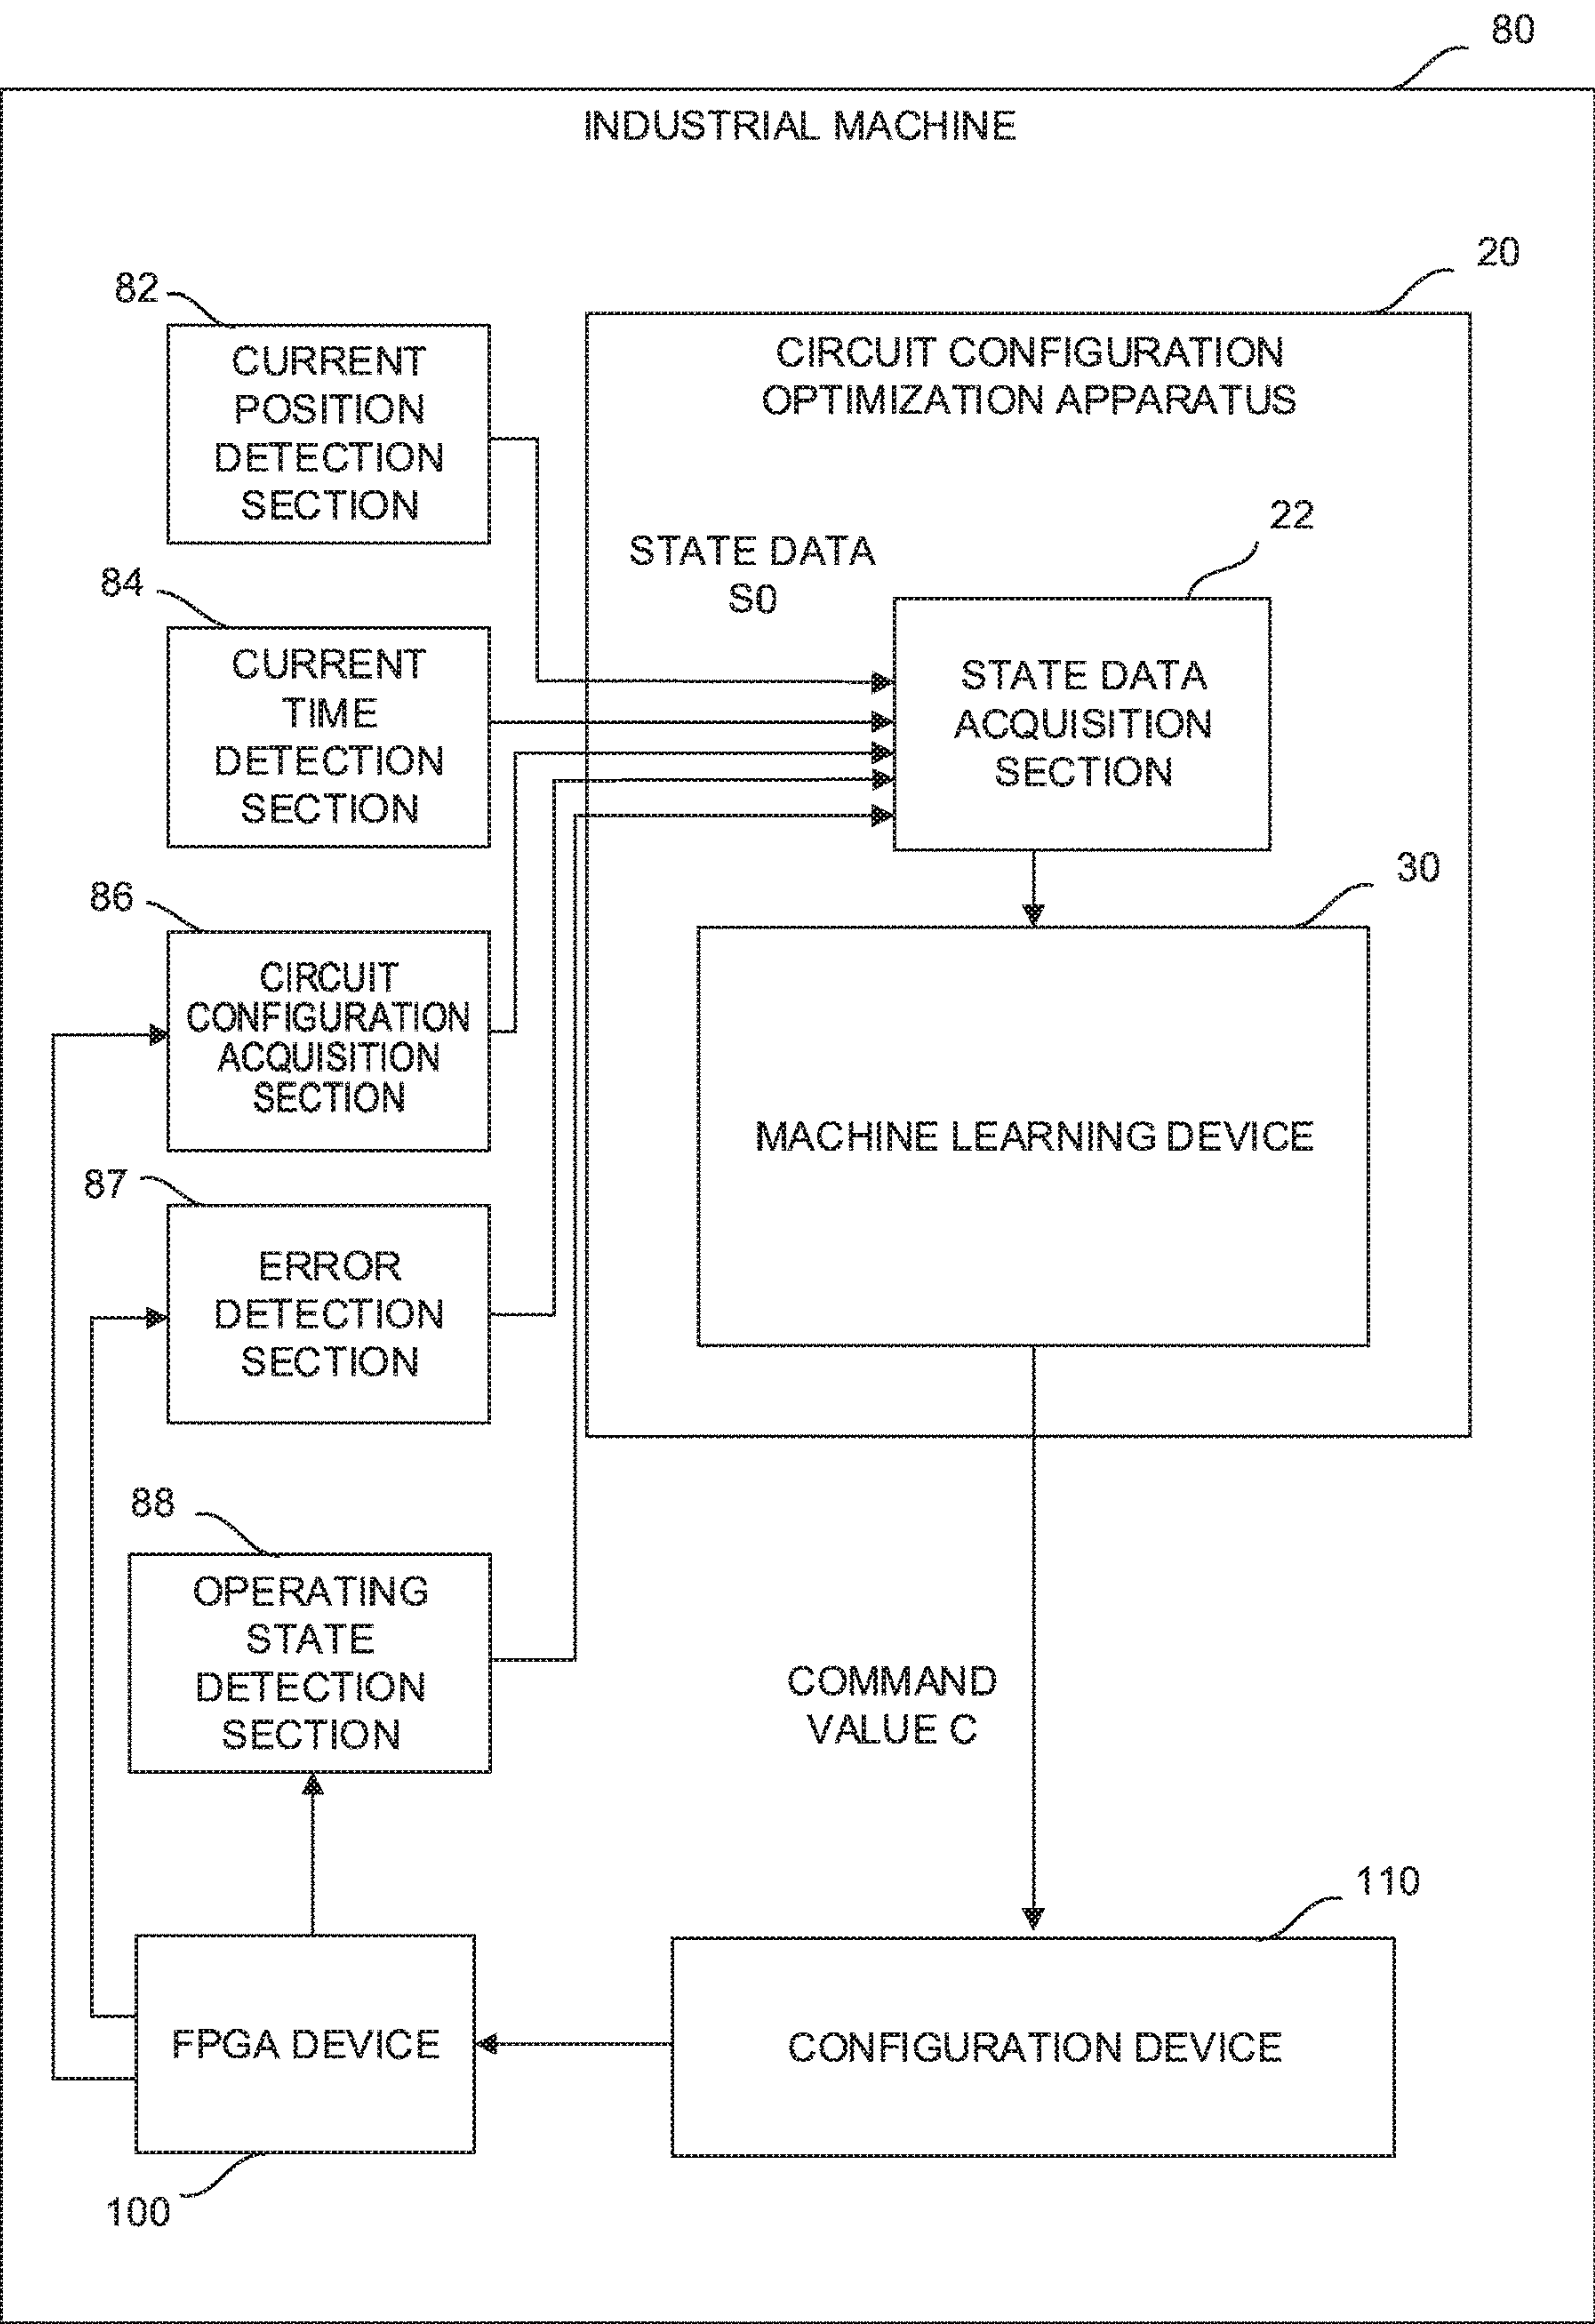 80
INDUSTRIAL MACHINE
20
82
CURRENT
POSITION
DETECTION
SECTION
CIRCUIT CONFIGURATION
OPTIMIZATION APPARATUS
22
STATE DATA
S0
84
CURRENT
TIME
DETECTION
SECTION
STATE DATA
ACQUISITION
SECTION
86
30
CIRCUIT
CONFIGURATION
ACQUISITION
SECTION
MACHINE LEARNING DEVICE
87
ERROR
DETECTION
SECTION
88
OPERATING
STATE
DETECTION
SECTION
COMMAND
VALUE C
110
FPGA DEVICE
CONFIGURATION DEVICE
100